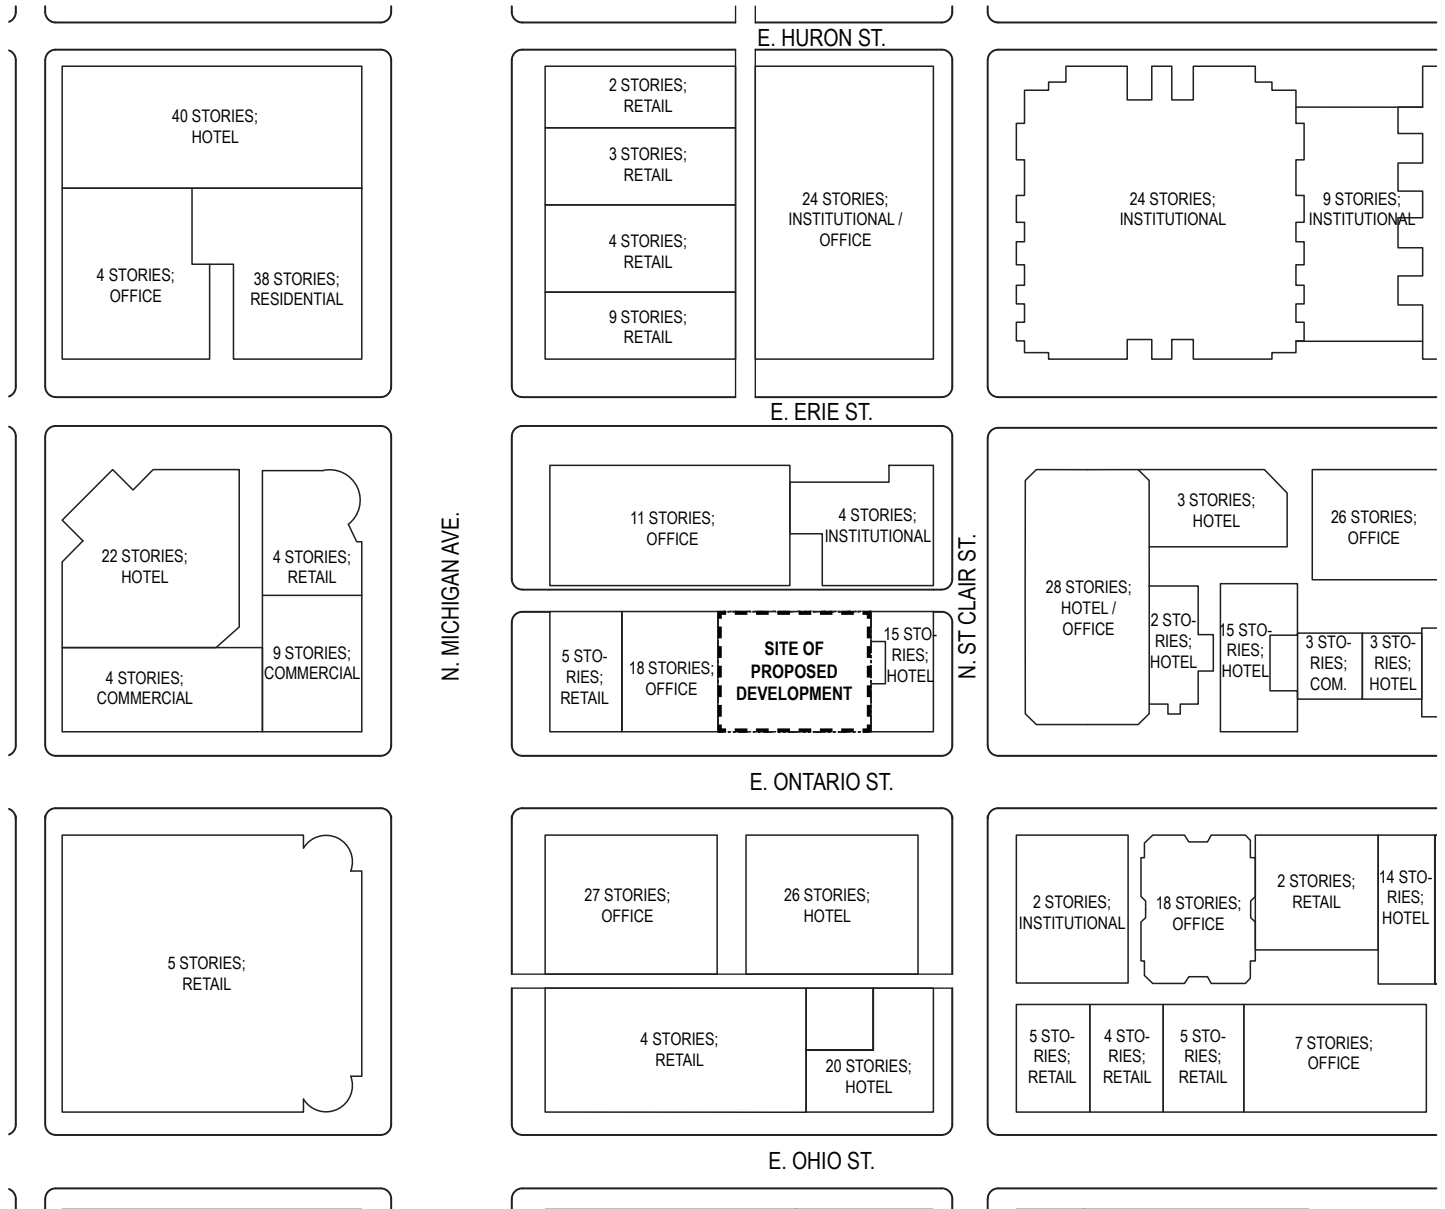 E. HURON ST.
40 STORIES;
HOTEL
4 STORIES;
OFFICE
38 STORIES;
RESIDENTIAL
2 STORIES;
RETAIL
3 STORIES;
RETAIL
4 STORIES;
RETAIL
9 STORIES;
RETAIL
24 STORIES;
INSTITUTIONAL /
OFFICE
24 STORIES;
INSTITUTIONAL
9 STORIES;
INSTITUTIONAL
E. ERIE ST.
N. MICHIGAN AVE.
N. ST CLAIR ST.
22 STORIES;
HOTEL
4 STORIES;
RETAIL
4 STORIES;
COMMERCIAL
9 STORIES;
COMMERCIAL
11 STORIES;
OFFICE
4 STORIES;
INSTITUTIONAL
5 STO-
RIES;
RETAIL
18 STORIES;
OFFICE
SITE OF
PROPOSED
DEVELOPMENT
15 STO-
RIES;
HOTEL
28 STORIES;
HOTEL /
OFFICE
3 STORIES;
HOTEL
26 STORIES;
OFFICE
2 STO-
RIES;
HOTEL
15 STO-
RIES;
HOTEL
3 STO-
RIES;
COM.
3 STO-
RIES;
HOTEL
E. ONTARIO ST.
5 STORIES;
RETAIL
27 STORIES;
OFFICE
26 STORIES;
HOTEL
4 STORIES;
RETAIL
20 STORIES;
HOTEL
2 STORIES;
INSTITUTIONAL
18 STORIES;
OFFICE
2 STORIES;
RETAIL
14 STO-
RIES;
HOTEL
5 STO-
RIES;
RETAIL
4 STO-
RIES;
RETAIL
5 STO-
RIES;
RETAIL
7 STORIES;
OFFICE
E. OHIO ST.